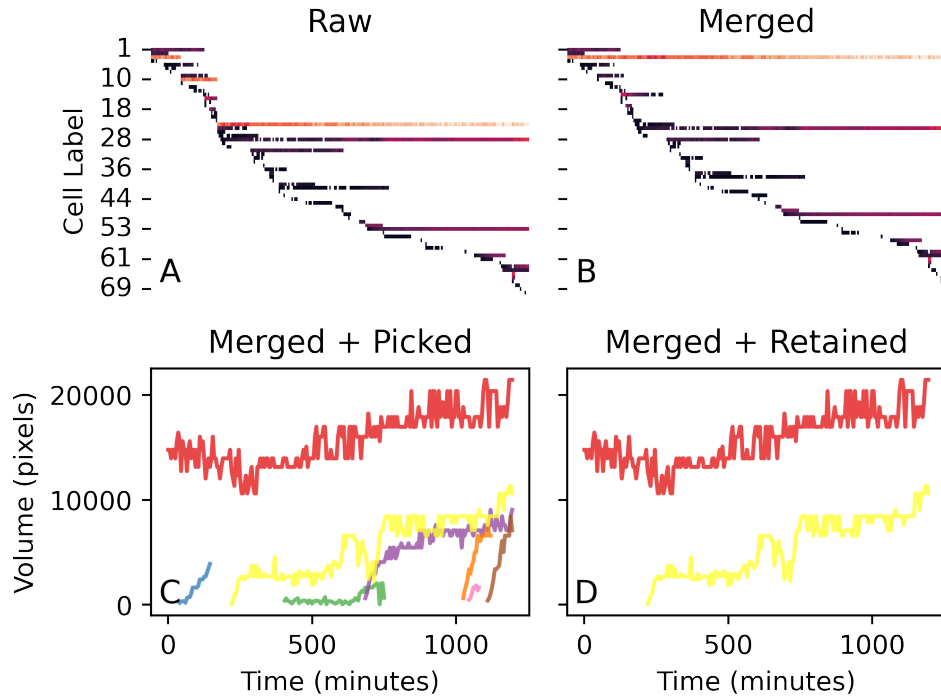 Raw
Merged
Cell Label
1
10
18
28
36
44
53
61
69
A
B
Merged + Picked
Merged + Retained
Volume (pixels)
20000
10000
0
C
D
0 500 1000
0 500 1000
Time (minutes)
Time (minutes)